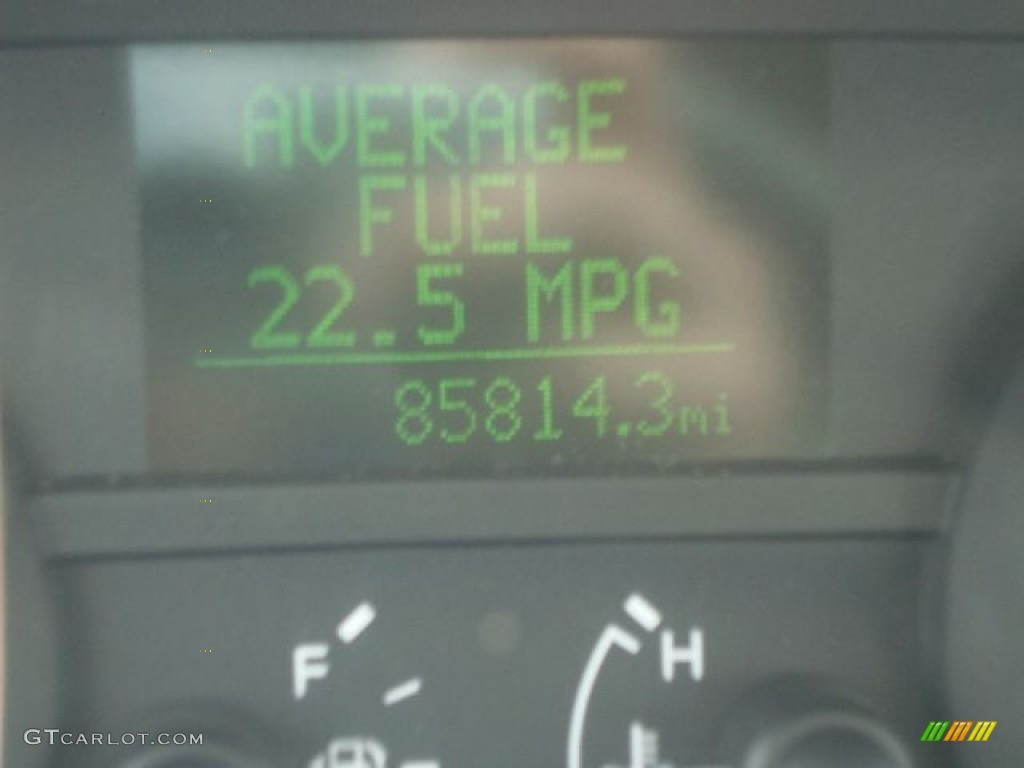 AVERAGE
FUEL
22.5 MPG
85814.3mi
F
H
GTCARLOT.COM